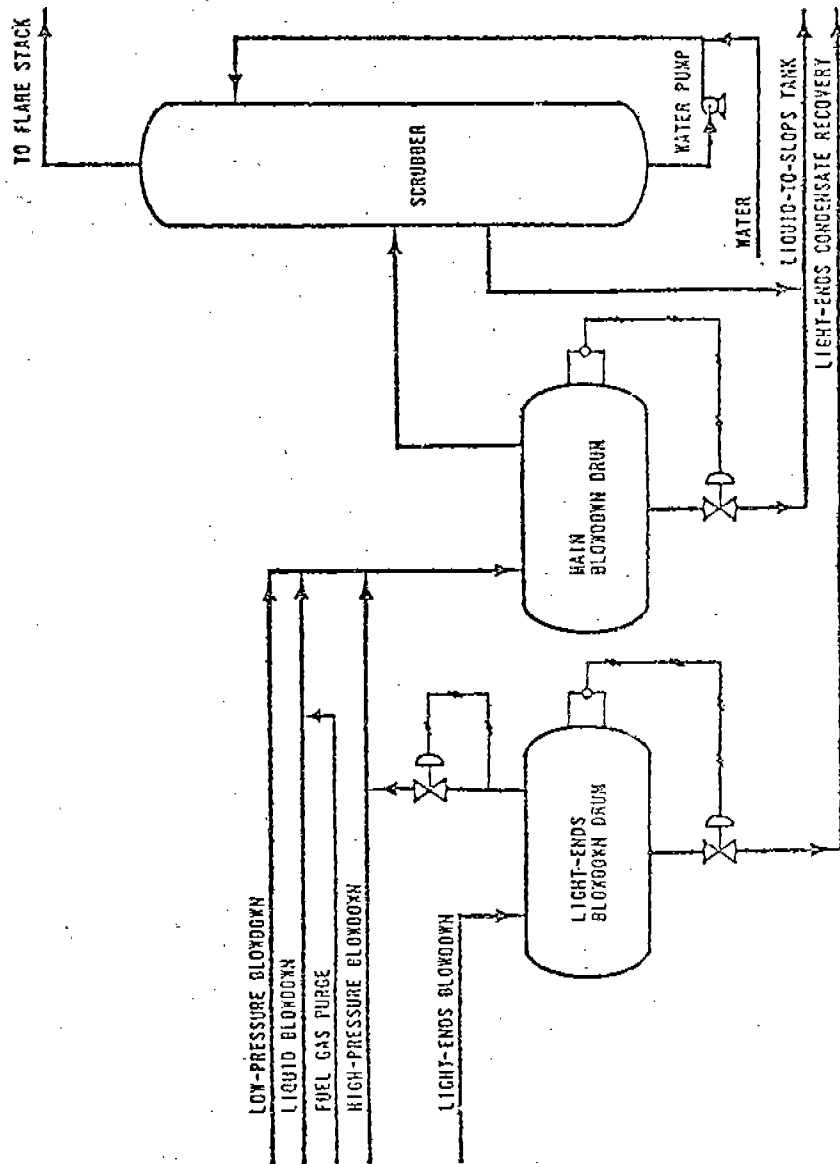 LOW-PRESSURE BLOWDOWN
LIQUID BLOWDOWN
FUEL GAS PURGE
HIGH-PRESSURE BLOWDOWN
LIGHT-ENDS BLOWDOWN
LIGHT-ENDS
BLOWDOWN DRUM
MAIN
BLOWDOWN DRUM
SCRUBBER
TO FLARE STACK
WATER PUMP
WATER
LIQUID-TO-SLOPS TANK
LIGHT-ENDS CONDENSATE RECOVERY